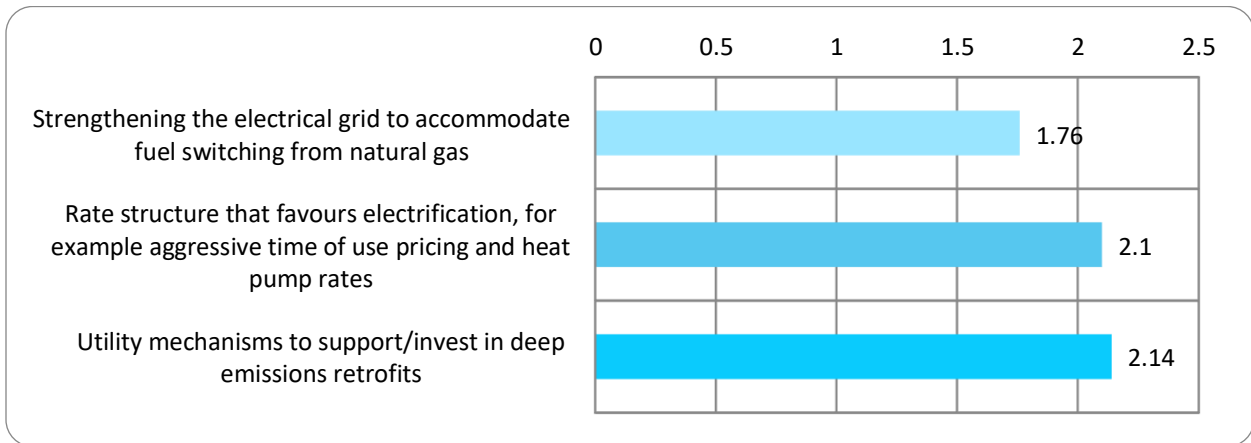 0 0.5 1 1.5 2 2.5
Strengthening the electrical grid to accommodate
fuel switching from natural gas
1.76
Rate structure that favours electrification, for
example aggressive time of use pricing and heat
pump rates
2.1
Utility mechanisms to support/invest in deep
emissions retrofits
2.14